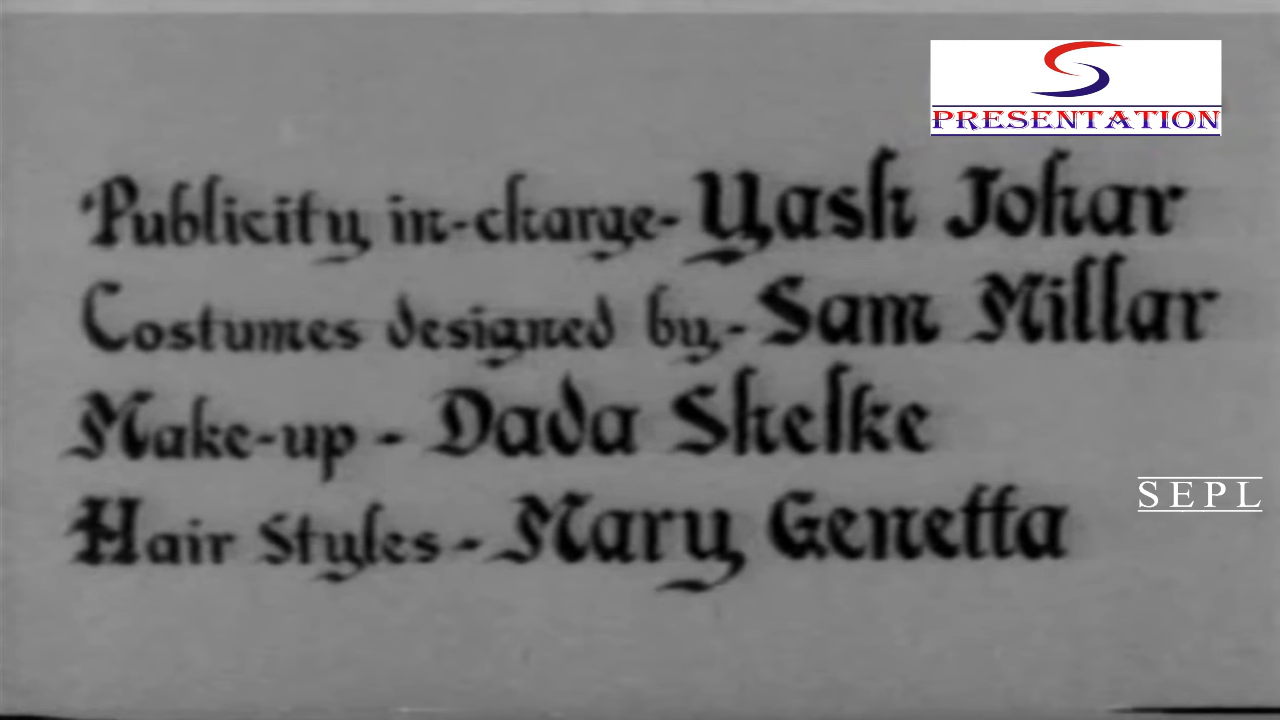 PRESENTATION
Publicity in-charge- Yash Johar
Costumes designed by- Sam Millar
Make-up - Dada Shelke
SEPL
Hair Styles- Mary Genetta